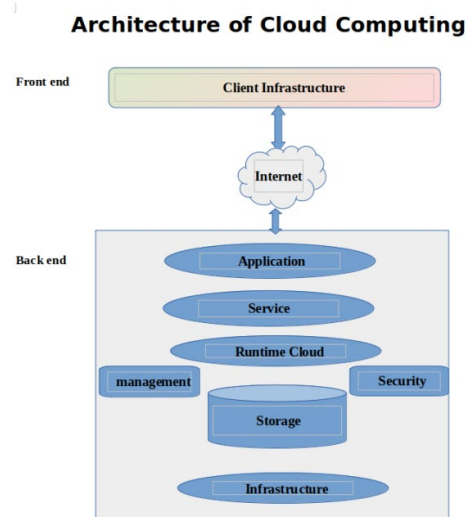 Architecture of Cloud Computing
Front end
Client Infrastructure
Internet
Back end
Application
Service
Runtime Cloud
management
Security
Storage
Infrastructure